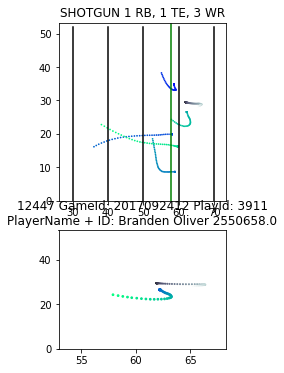 SHOTGUN 1 RB, 1 TE, 3 WR
50
40
30
20
10
0
30 40 50 60 70
12447 GameId: 2017092412 PlayId: 3911
PlayerName + ID: Branden Oliver 2550658.0
40
20
0
55 60 65